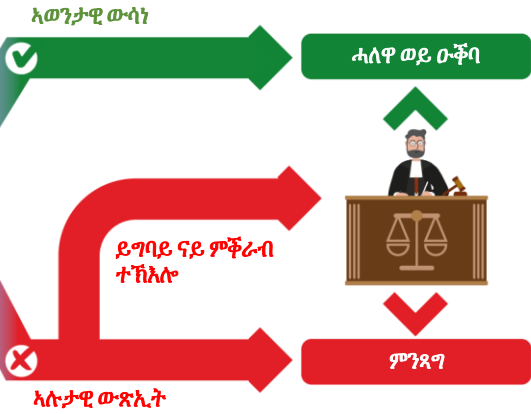 ኣወንታዊ ውሳነ
ሓለዋ ወይ ዑቕባ
ይግባይ ናይ ምቕራብ
ተኽእሎ
ምንጻግ
ኣሉታዊ ውጽኢት